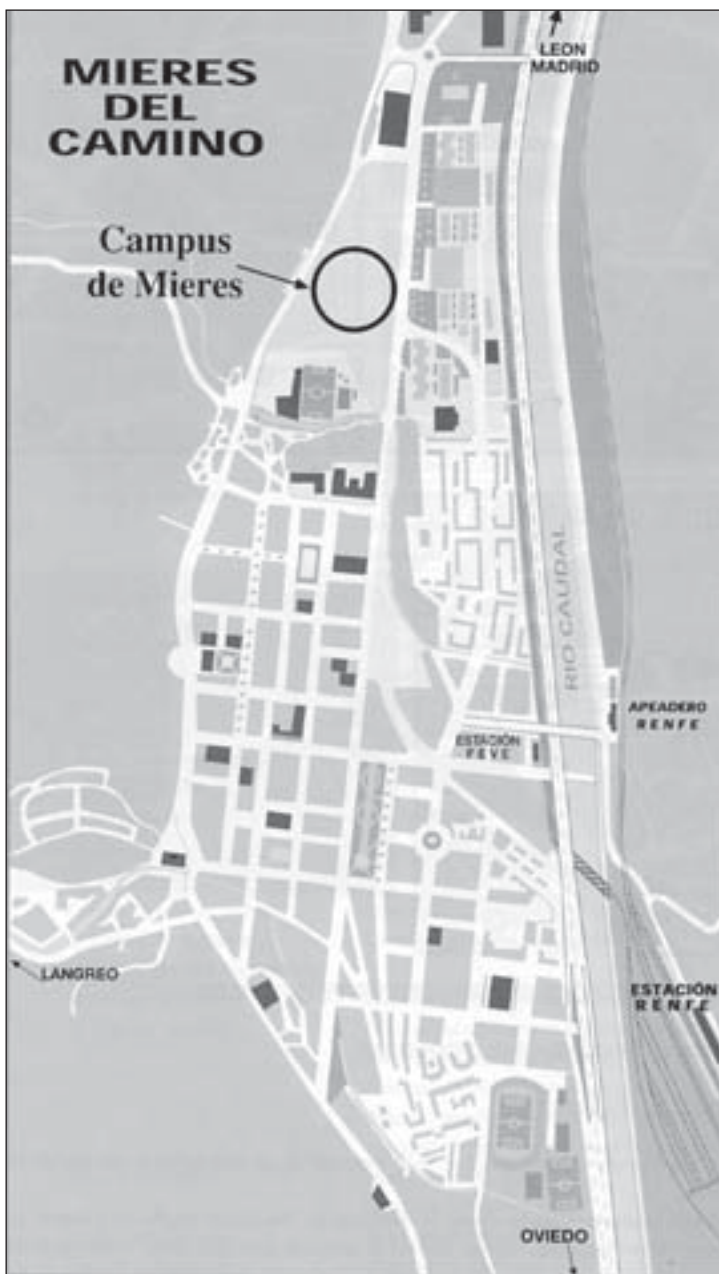 MIERES
DEL
CAMINO
LEON
MADRID
Campus
de Mieres
RIO CAUDAL
APEADERO
RENFE
ESTACIÓN
FEVE
LANGREO
ESTACIÓN
RENFE
OVIEDO